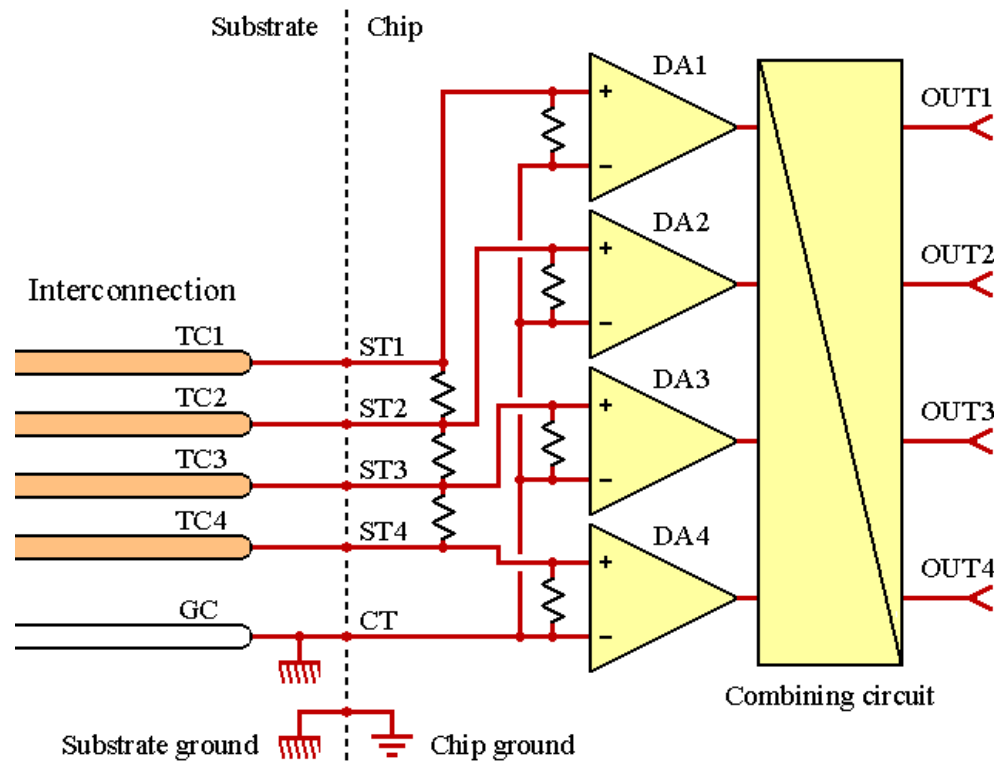 Substrate
Chip
DA1
+
−
OUT1
DA2
+
−
OUT2
Interconnection
TC1
ST1
TC2
ST2
DA3
+
−
OUT3
TC3
ST3
TC4
ST4
DA4
+
−
OUT4
GC
CT
Combining circuit
Substrate ground
Chip ground